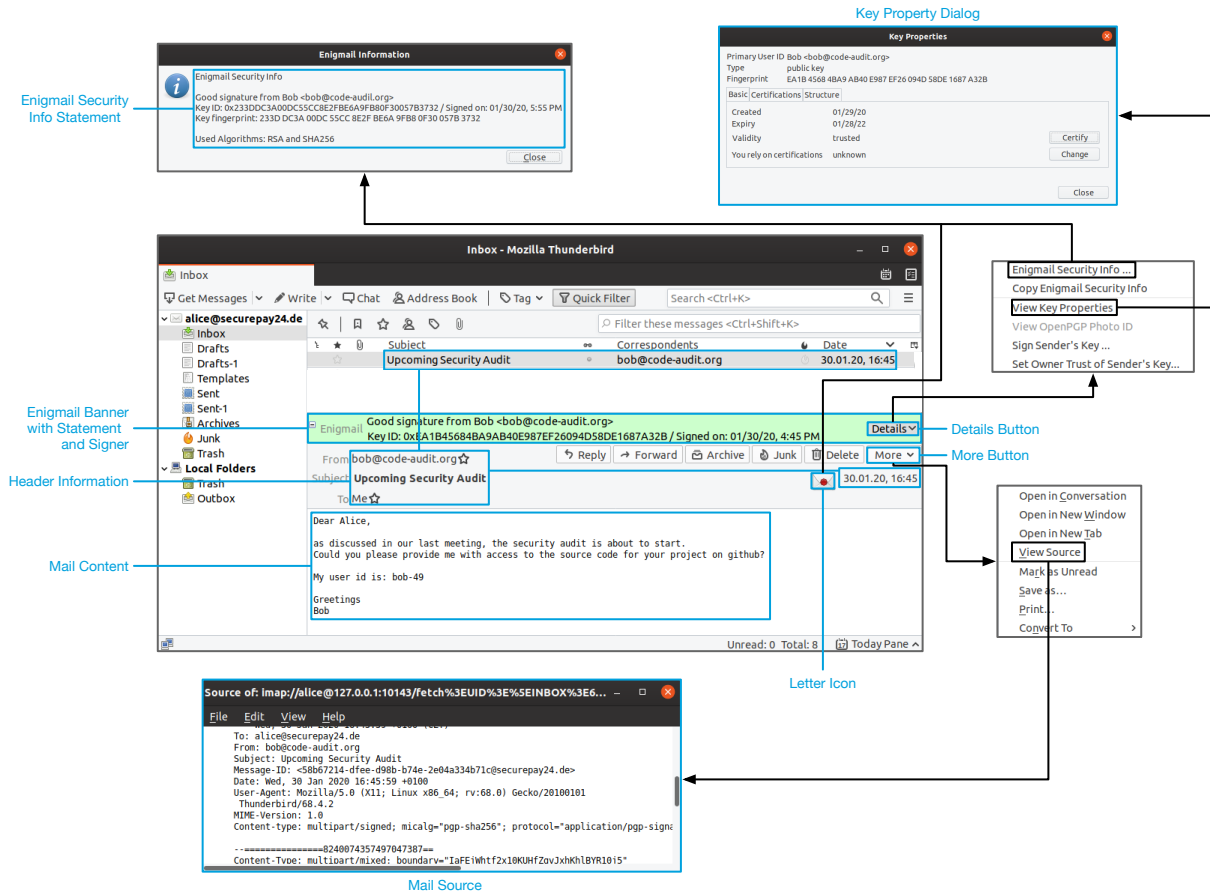 Key Property Dialog
Enigmail Information
Enigmail Security Info
Good signature from Bob <bob@code-audit.org>
Key ID: 0x233DDC3A00DC55CC8E2FBE6A9FB80F30057B3732 / Signed on: 01/30/20, 5:55 PM
Key fingerprint: 233D DC3A 00DC 55CC 8E2F BE6A 9FB8 0F30 057B 3732
Used Algorithms: RSA and SHA256
Close
Enigmail Security
Info Statement
Key Properties
Primary User ID Bob <bob@code-audit.org>
Type public key
Fingerprint EA1B 4568 4BA9 AB40 E987 EF26 094D 58DE 1687 A32B
Basic Certifications Structure
Created 01/29/20
Expiry 01/28/22
Validity trusted Certify
You rely on certifications unknown Change
Close
Inbox - Mozilla Thunderbird
Inbox
Get Messages Write Chat Address Book Tag Quick Filter Search <Ctrl+K>
alice@securepay24.de
Inbox
Drafts
Drafts-1
Templates
Sent
Sent-1
Archives
Junk
Trash
Local Folders
Trash
Outbox
Filter these messages <Ctrl+Shift+K>
Subject Correspondents Date
Upcoming Security Audit bob@code-audit.org 30.01.20, 16:45
Enigmail Good signature from Bob <bob@code-audit.org>
Key ID: 0xEA1B45684BA9AB40E987EF26094D58DE1687A32B / Signed on: 01/30/20, 4:45 PM
Details
From bob@code-audit.org
Reply Forward Archive Junk Delete More
Subject Upcoming Security Audit 30.01.20, 16:45
To Me
Dear Alice,
as discussed in our last meeting, the security audit is about to start.
Could you please provide me with access to the source code for your project on github?
My user id is: bob-49
Greetings
Bob
Unread: 0 Total: 8 17 Today Pane
Enigmail Banner
with Statement
and Signer
Header Information
Mail Content
Details Button
More Button
Letter Icon
Enigmail Security Info ...
Copy Enigmail Security Info
View Key Properties
View OpenPGP Photo ID
Sign Sender's Key ...
Set Owner Trust of Sender's Key...
Open in Conversation
Open in New Window
Open in New Tab
View Source
Mark as Unread
Save as...
Print...
Convert To
Source of: imap://alice@127.0.0.1:10143/fetch%3EUID%3E%5EINBOX%3E6...
File Edit View Help
To: alice@securepay24.de
From: bob@code-audit.org
Subject: Upcoming Security Audit
Message-ID: <58b67214-dfee-d98b-b74e-2e04a334b71c@securepay24.de>
Date: Wed, 30 Jan 2020 16:45:59 +0100
User-Agent: Mozilla/5.0 (X11; Linux x86_64; rv:68.0) Gecko/20100101
Thunderbird/68.4.2
MIME-Version: 1.0
Content-type: multipart/signed; micalg="pgp-sha256"; protocol="application/pgp-signa
--===============8240074357497047387==
Content-Type: multipart/mixed; boundary="IaFEjWhtf2x10KUHfZgvJxhKhlBYR10j5"
Mail Source